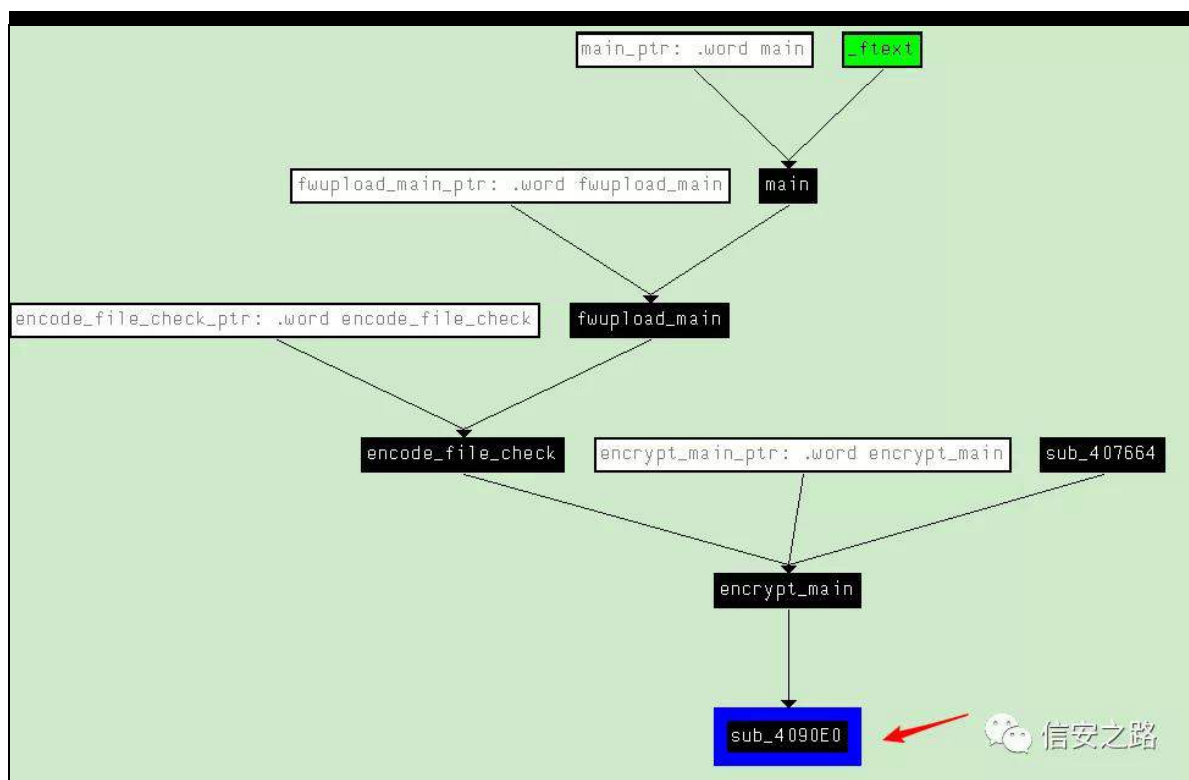 main_ptr: .word main
_ftext
fwupload_main_ptr: .word fwupload_main
main
encode_file_check_ptr: .word encode_file_check
fwupload_main
encode_file_check
encrypt_main_ptr: .word encrypt_main
sub_407664
encrypt_main
sub_4090E0
信安之路